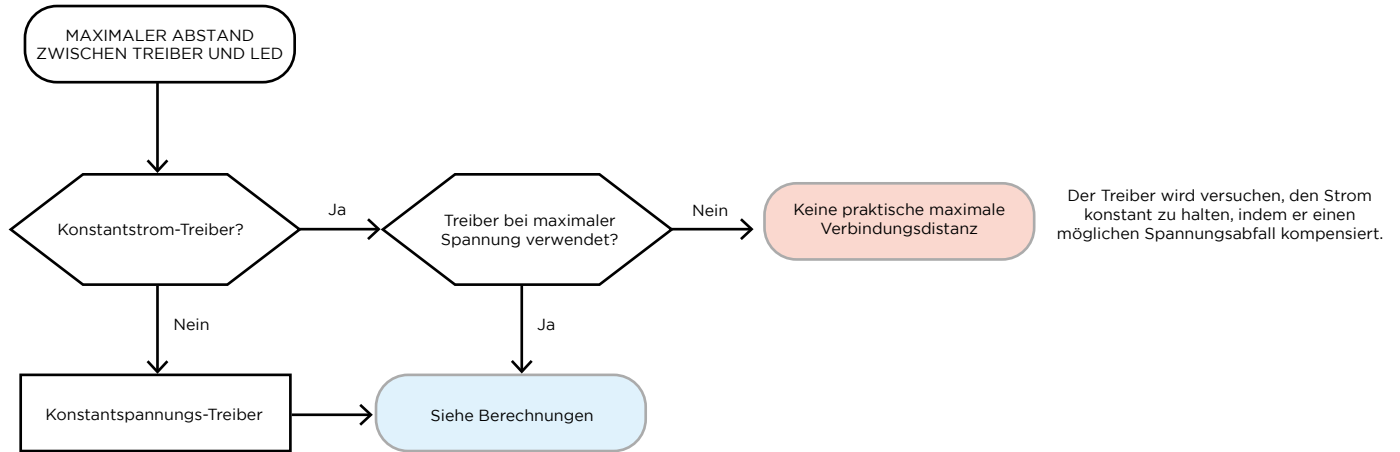 MAXIMALER ABSTAND
ZWISCHEN TREIBER UND LED
Konstantstrom-Treiber?
Ja
Treiber bei maximaler
Spannung verwendet?
Nein
Keine praktische maximale
Verbindungsdistanz
Der Treiber wird versuchen, den Strom
konstant zu halten, indem er einen
möglichen Spannungsabfall kompensiert.
Nein
Ja
Konstantspannungs-Treiber
Siehe Berechnungen